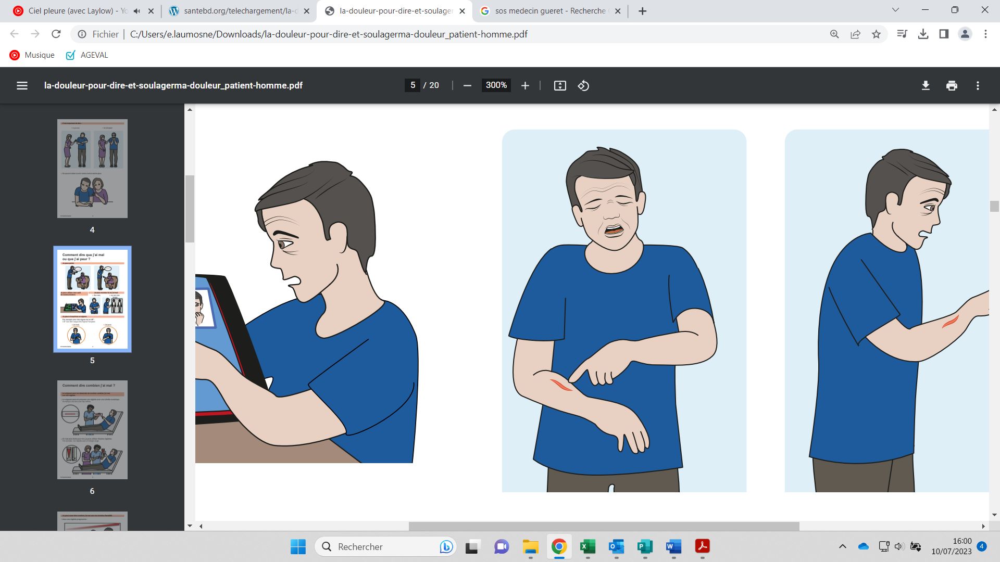 Ciel pleure (avec Laylow) - Yo
santebd.org/telechargement/la-d
la-douleur-pour-dire-et-soulager
sos medecin gueret - Recherche
Fichier
C:/Users/e.laumosne/Downloads/la-douleur-pour-dire-et-soulagerma-douleur_patient-homme.pdf
Musique
AGEVAL
la-douleur-pour-dire-et-soulagerma-douleur_patient-homme.pdf
5 / 20
300%
4
Comment dire que j'ai mal
ou que j'ai peur ?
5
Comment dire combien j'ai mal ?
6
Rechercher
16:00
10/07/2023
4